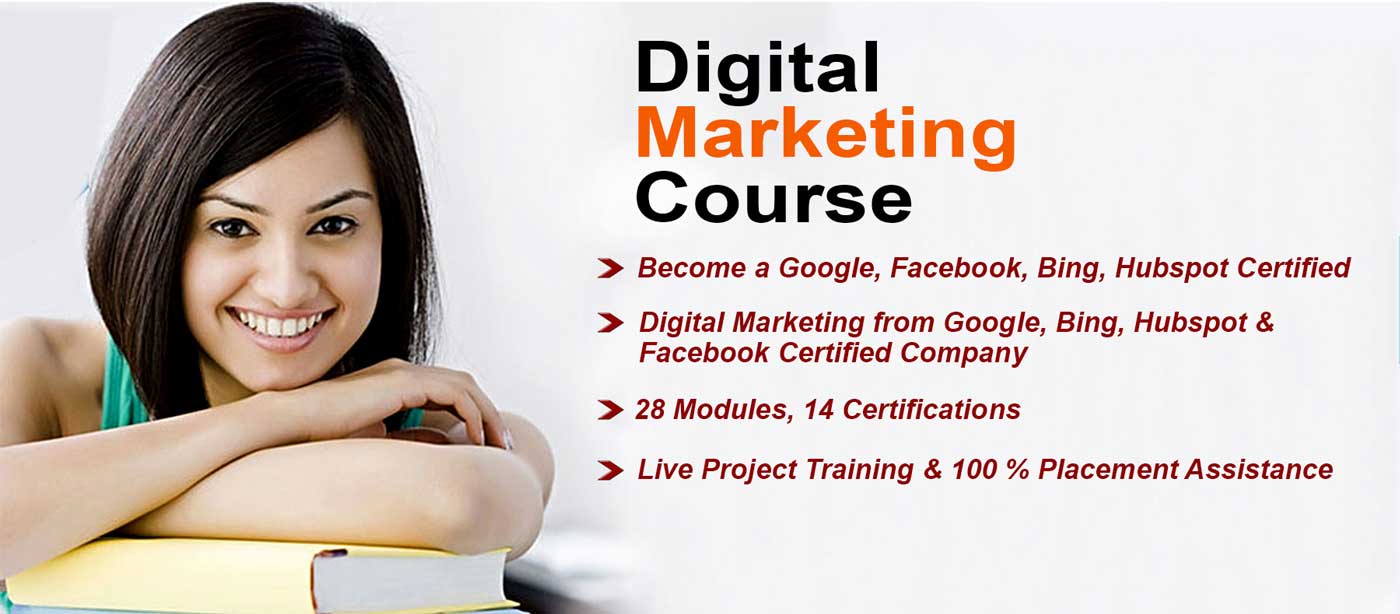 Digital
Marketing
Course
Become a Google, Facebook, Bing, Hubspot Certified
Digital Marketing from Google, Bing, Hubspot &
Facebook Certified Company
28 Modules, 14 Certifications
Live Project Training & 100 % Placement Assistance